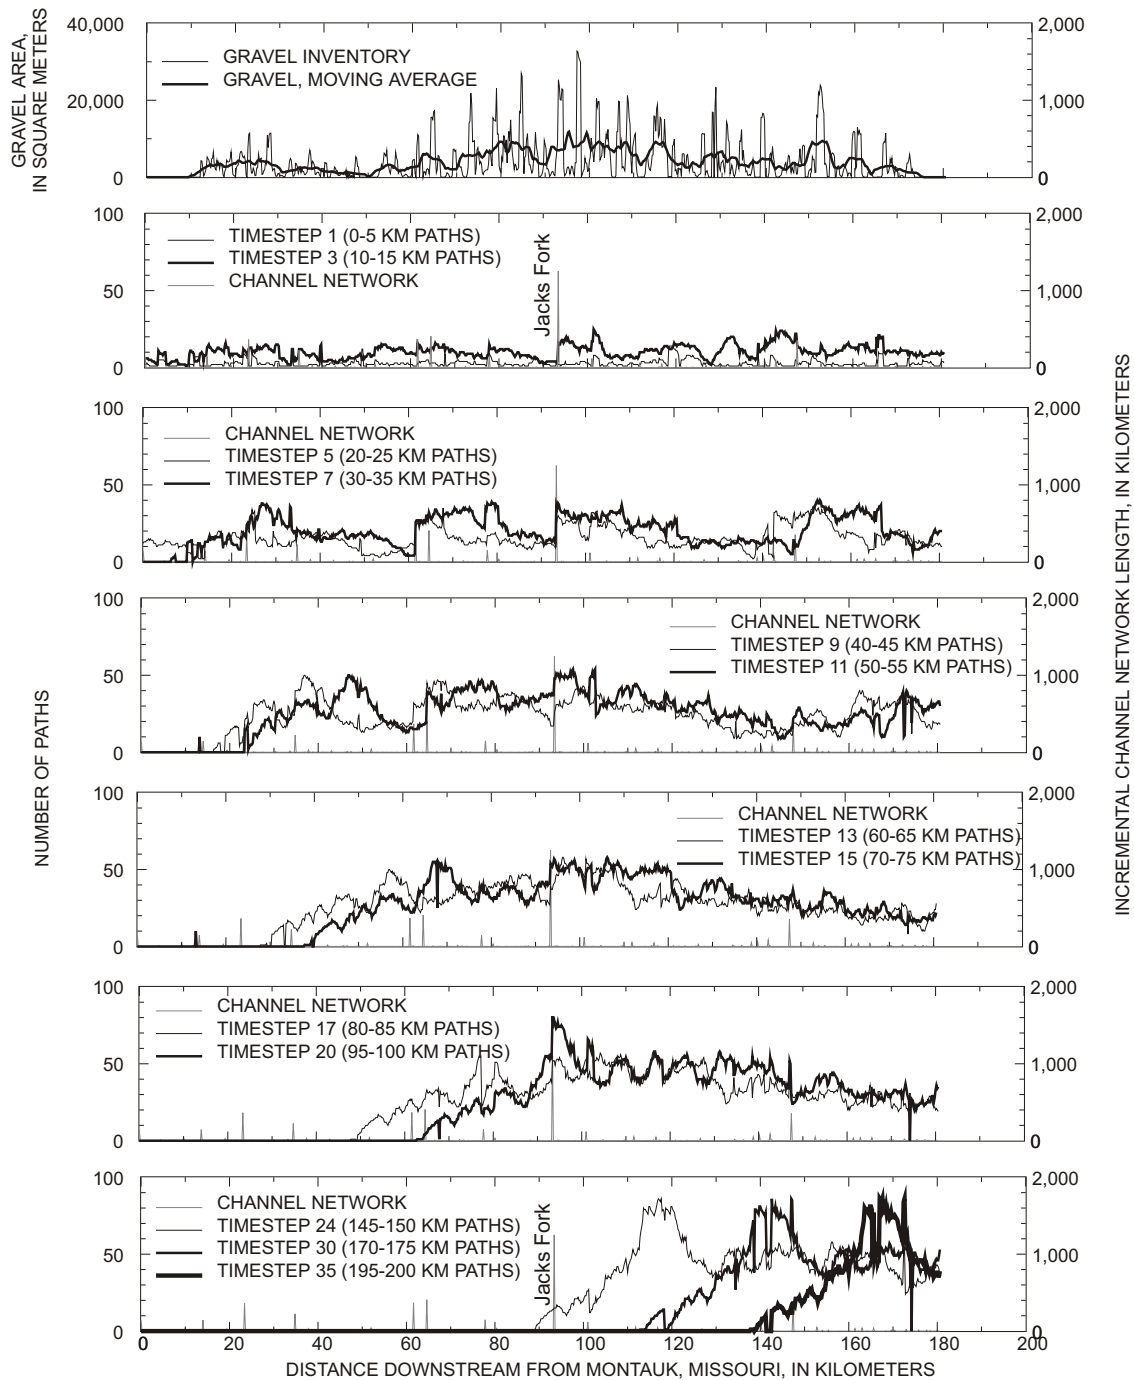 GRAVEL AREA,
IN SQUARE METERS
40,000
20,000
0
2,000
1,000
0
GRAVEL INVENTORY
GRAVEL, MOVING AVERAGE
100
50
0
2,000
1,000
0
TIMESTEP 1 (0-5 KM PATHS)
TIMESTEP 3 (10-15 KM PATHS)
CHANNEL NETWORK
Jacks Fork
100
50
0
2,000
1,000
0
CHANNEL NETWORK
TIMESTEP 5 (20-25 KM PATHS)
TIMESTEP 7 (30-35 KM PATHS)
100
50
0
2,000
1,000
0
CHANNEL NETWORK
TIMESTEP 9 (40-45 KM PATHS)
TIMESTEP 11 (50-55 KM PATHS)
NUMBER OF PATHS
INCREMENTAL CHANNEL NETWORK LENGTH, IN KILOMETERS
100
50
0
2,000
1,000
0
CHANNEL NETWORK
TIMESTEP 13 (60-65 KM PATHS)
TIMESTEP 15 (70-75 KM PATHS)
100
50
0
2,000
1,000
0
CHANNEL NETWORK
TIMESTEP 17 (80-85 KM PATHS)
TIMESTEP 20 (95-100 KM PATHS)
100
50
0
2,000
1,000
0
CHANNEL NETWORK
TIMESTEP 24 (145-150 KM PATHS)
TIMESTEP 30 (170-175 KM PATHS)
TIMESTEP 35 (195-200 KM PATHS)
Jacks Fork
0 20 40 60 80 100 120 140 160 180 200
DISTANCE DOWNSTREAM FROM MONTAUK, MISSOURI, IN KILOMETERS